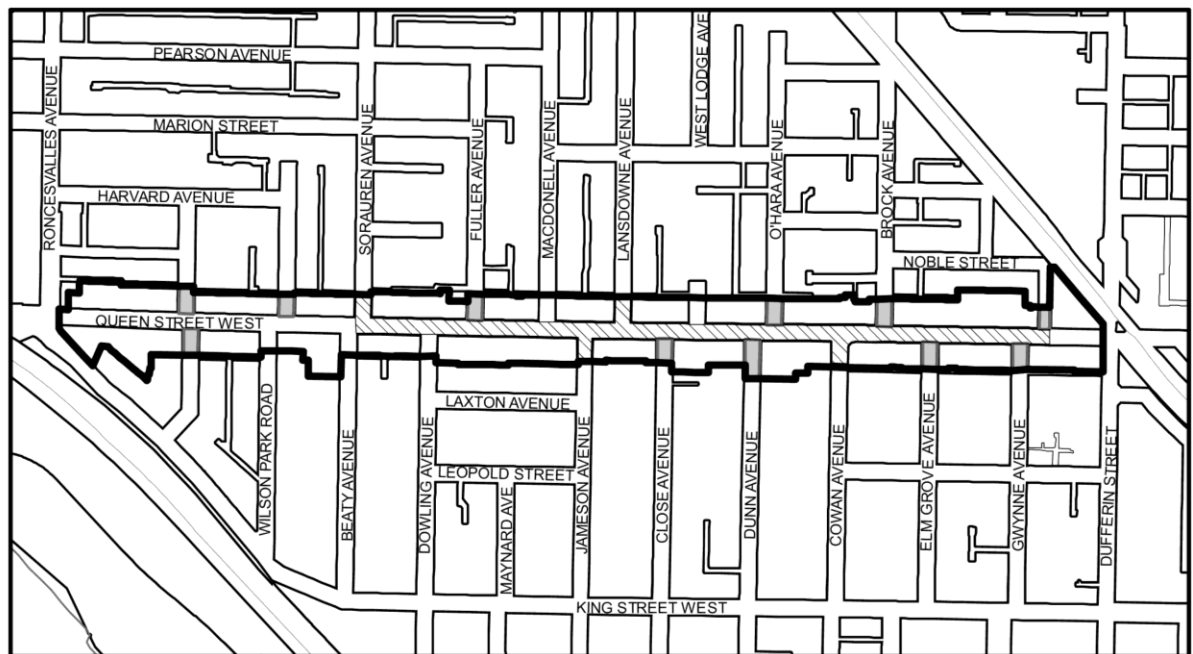 PEARSON AVENUE
RONCESVALLES AVENUE
MARION STREET
HARVARD AVENUE
SORAUREN AVENUE
FULLER AVENUE
MACDONELL AVENUE
LANSDOWNE AVENUE
WEST LODGE AVE
O'HARA AVENUE
BROCK AVENUE
NOBLE STREET
QUEEN STREET WEST
WILSON PARK ROAD
BEATY AVENUE
DOWLING AVENUE
LAXTON AVENUE
LEOPOLD STREET
MAYNARD AVE
JAMESON AVENUE
CLOSE AVENUE
DUNN AVENUE
COWAN AVENUE
ELM GROVE AVENUE
GWYNNE AVENUE
DUFFERIN STREET
KING STREET WEST